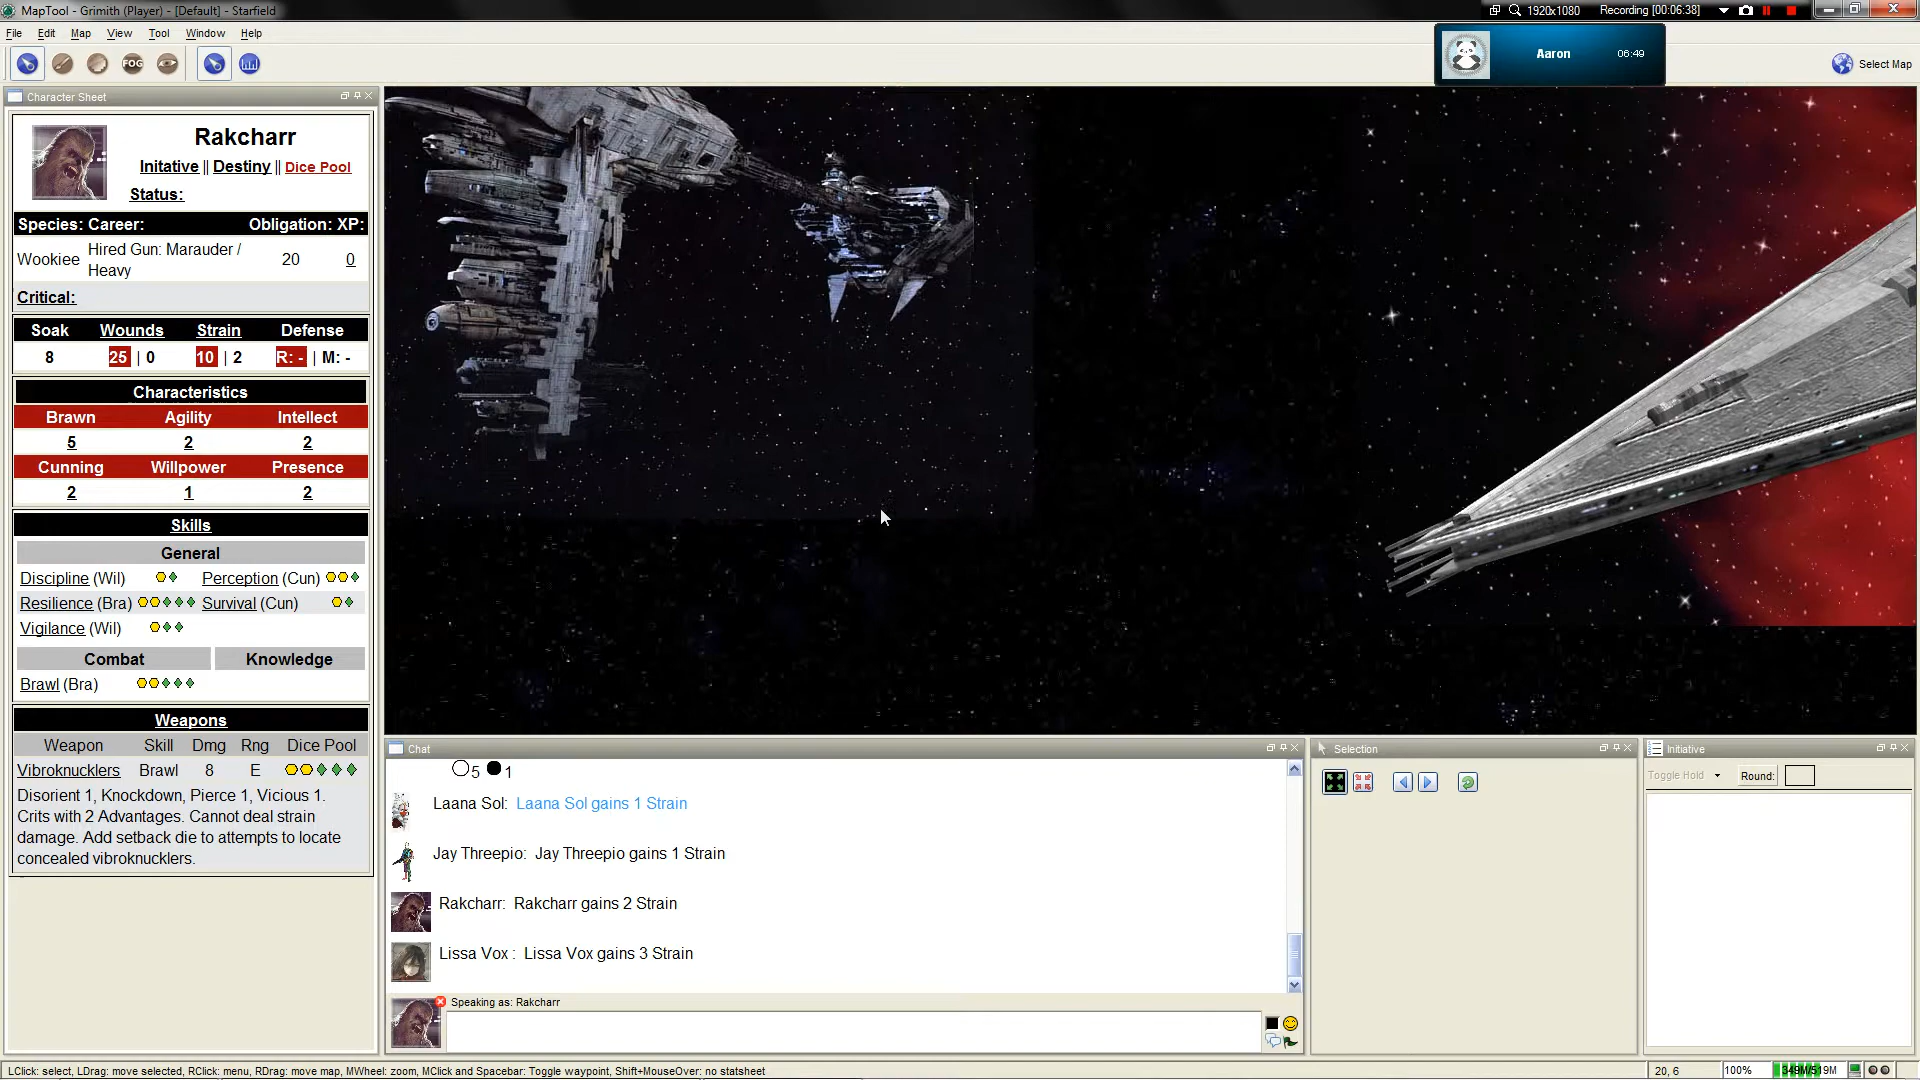 MapTool - Grimith (Player) - [Default] - Starfield
1920x1080 Recording [00:06:38]
File Edit Map View Tool Window Help
FOG
Aaron 06:49
Select Map
Character Sheet
Rakcharr
Initative || Destiny || Dice Pool
Status:
Species: Career: Obligation: XP:
Wookiee Hired Gun: Marauder / Heavy 20 0
Critical:
Soak Wounds Strain Defense
8 25 | 0 10 | 2 R: - | M: -
Characteristics
Brawn Agility Intellect
5 2 2
Cunning Willpower Presence
2 1 2
Skills
General
Discipline (Wil) Perception (Cun)
Resilience (Bra) Survival (Cun)
Vigilance (Wil)
Combat Knowledge
Brawl (Bra)
Weapons
Weapon Skill Dmg Rng Dice Pool
Vibroknucklers Brawl 8 E
Disorient 1, Knockdown, Pierce 1, Vicious 1.
Crits with 2 Advantages. Cannot deal strain
damage. Add setback die to attempts to locate
concealed vibroknucklers.
Chat
5 1
Laana Sol: Laana Sol gains 1 Strain
Jay Threepio: Jay Threepio gains 1 Strain
Rakcharr: Rakcharr gains 2 Strain
Lissa Vox : Lissa Vox gains 3 Strain
Speaking as: Rakcharr
Selection
Initiative
Toggle Hold Round:
LClick: select, LDrag: move selected, RClick: menu, RDrag: move map, MWheel: zoom, MClick and Spacebar: Toggle waypoint, Shift+MouseOver: no statsheet
20, 6 100% 349M/519M